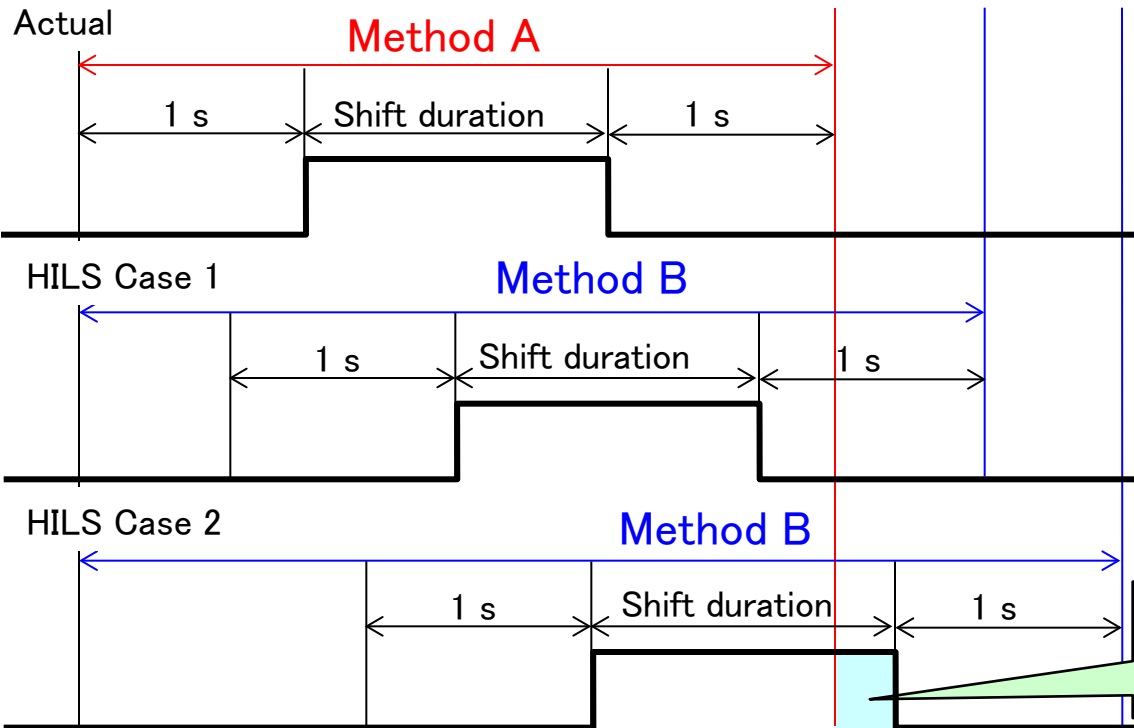 Actual
Method A
1 s
Shift duration
1 s
HILS Case 1
Method B
1 s
Shift duration
1 s
HILS Case 2
Method B
1 s
Shift duration
1 s